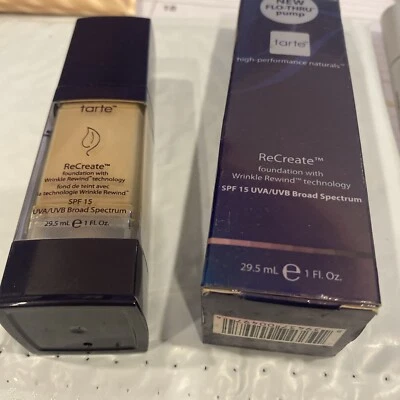 tarte™
ReCreate™
foundation with
Wrinkle Rewind™ technology
fond de teint avec
la technologie Wrinkle Rewind™
SPF 15
UVA/UVB Broad Spectrum
29.5 mL e 1 Fl. Oz.
NEW
FLO-THRU
pump
tarte™
high-performance naturals™
ReCreate™
foundation with
Wrinkle Rewind™ technology
SPF 15 UVA/UVB Broad Spectrum
29.5 mL e 1 Fl. Oz.